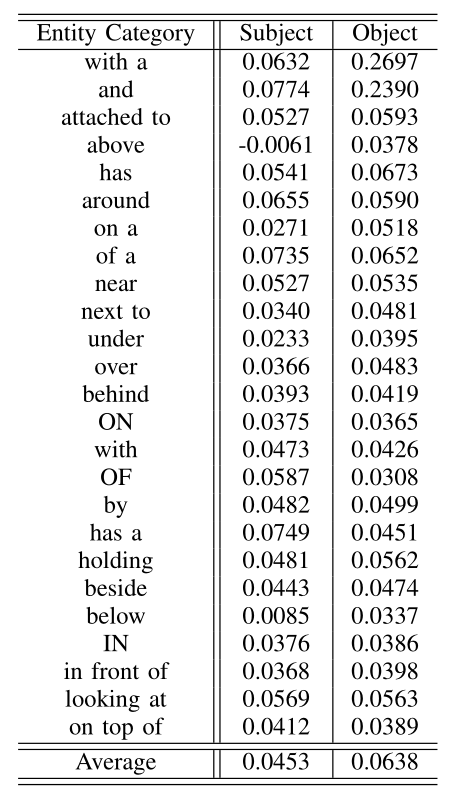 Entity Category Subject Object
with a 0.0632 0.2697
and 0.0774 0.2390
attached to 0.0527 0.0593
above -0.0061 0.0378
has 0.0541 0.0673
around 0.0655 0.0590
on a 0.0271 0.0518
of a 0.0735 0.0652
near 0.0527 0.0535
next to 0.0340 0.0481
under 0.0233 0.0395
over 0.0366 0.0483
behind 0.0393 0.0419
ON 0.0375 0.0365
with 0.0473 0.0426
OF 0.0587 0.0308
by 0.0482 0.0499
has a 0.0749 0.0451
holding 0.0481 0.0562
beside 0.0443 0.0474
below 0.0085 0.0337
IN 0.0376 0.0386
in front of 0.0368 0.0398
looking at 0.0569 0.0563
on top of 0.0412 0.0389
Average 0.0453 0.0638